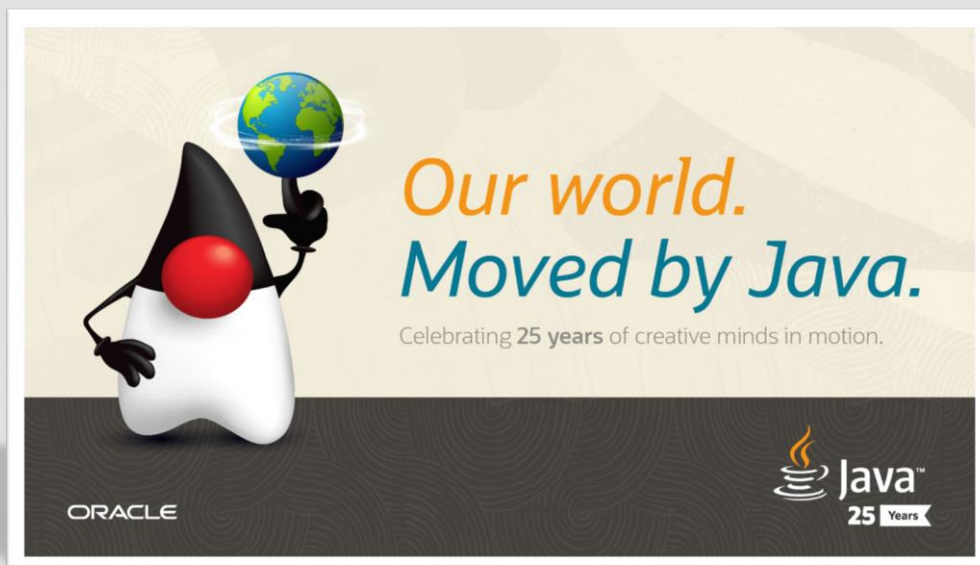 Our world.
Moved by Java.
Celebrating 25 years of creative minds in motion.
ORACLE
Java™
25 Years